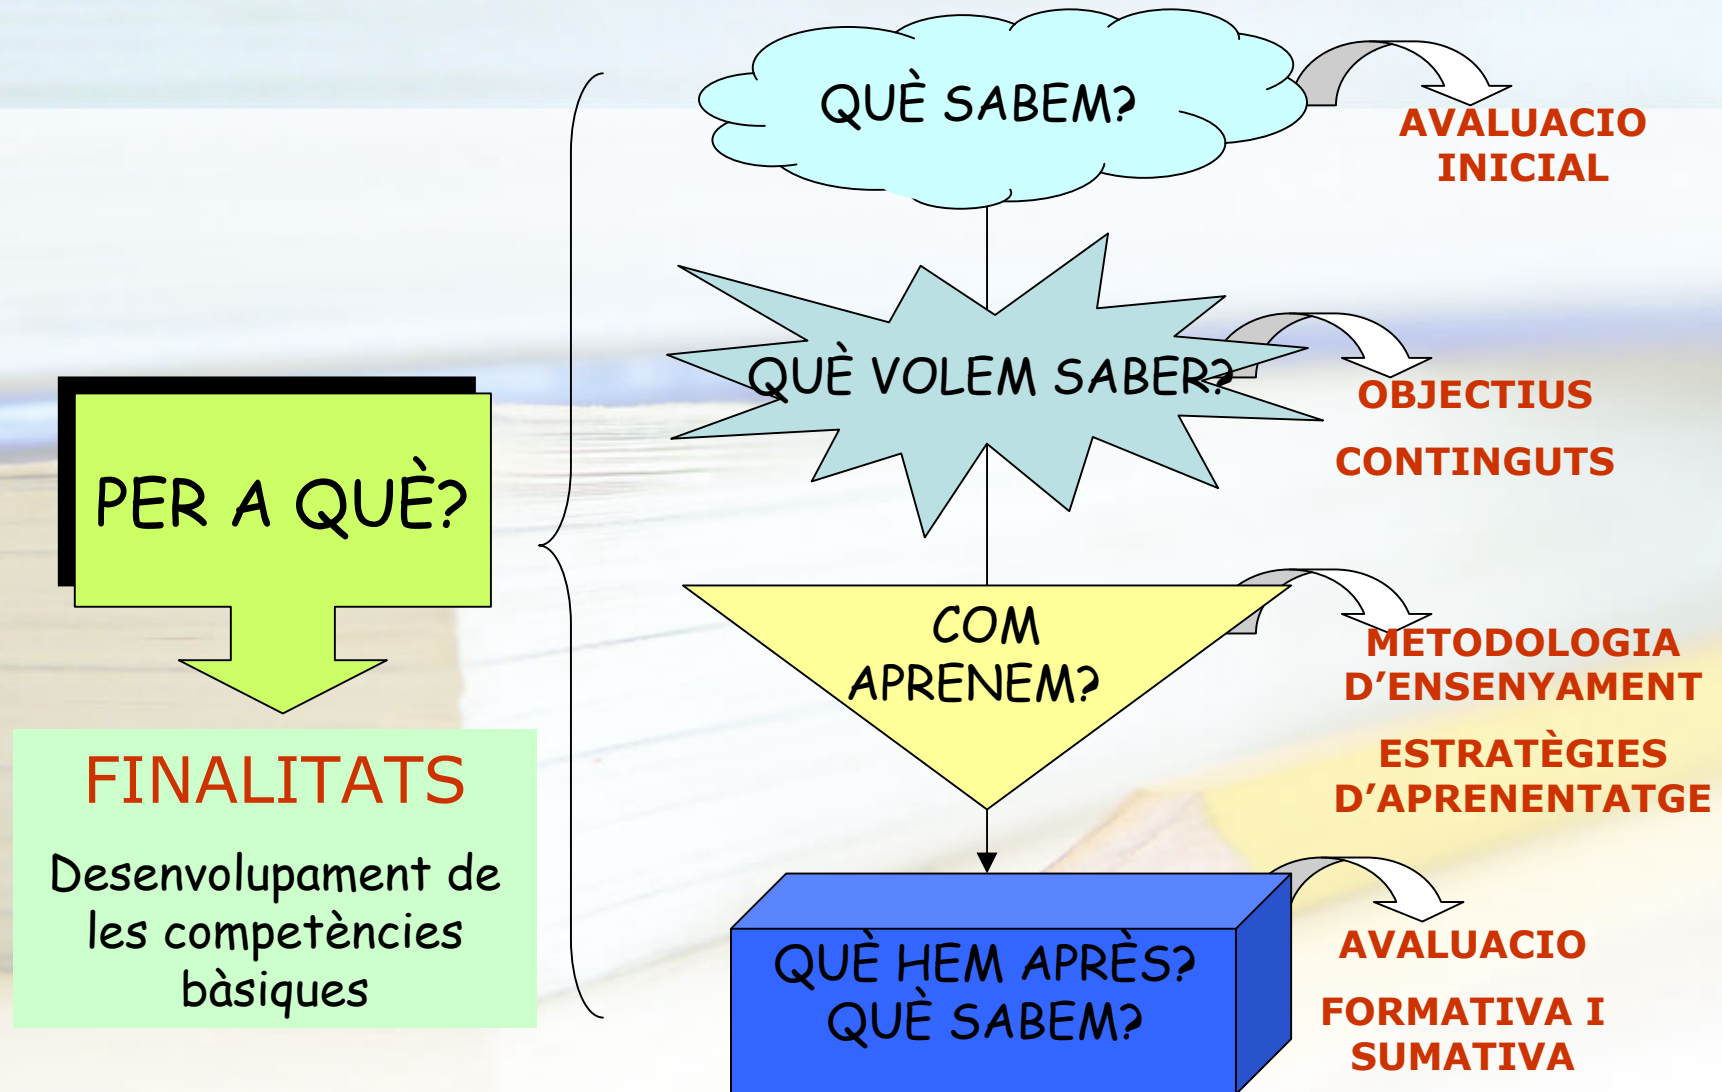 PER A QUÈ?
FINALITATS
Desenvolupament de
les competències
bàsiques
QUÈ SABEM?
AVALUACIO
INICIAL
QUÈ VOLEM SABER?
OBJECTIUS
CONTINGUTS
COM
APRENEM?
METODOLOGIA
D’ENSENYAMENT
ESTRATÈGIES
D’APRENENTATGE
QUÈ HEM APRÈS?
QUÈ SABEM?
AVALUACIO
FORMATIVA I
SUMATIVA